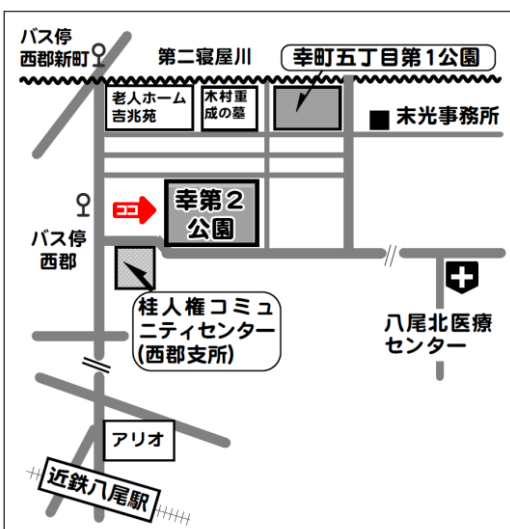 バス停
西郡新町
第二寝屋川
幸町五丁目第1公園
老人ホーム
吉兆苑
木村重
成の墓
末光事務所
ココ
幸第2
公園
バス停
西郡
桂人権コミュ
ニティセンター
(西郡支所)
八尾北医療
センター
アリオ
近鉄八尾駅